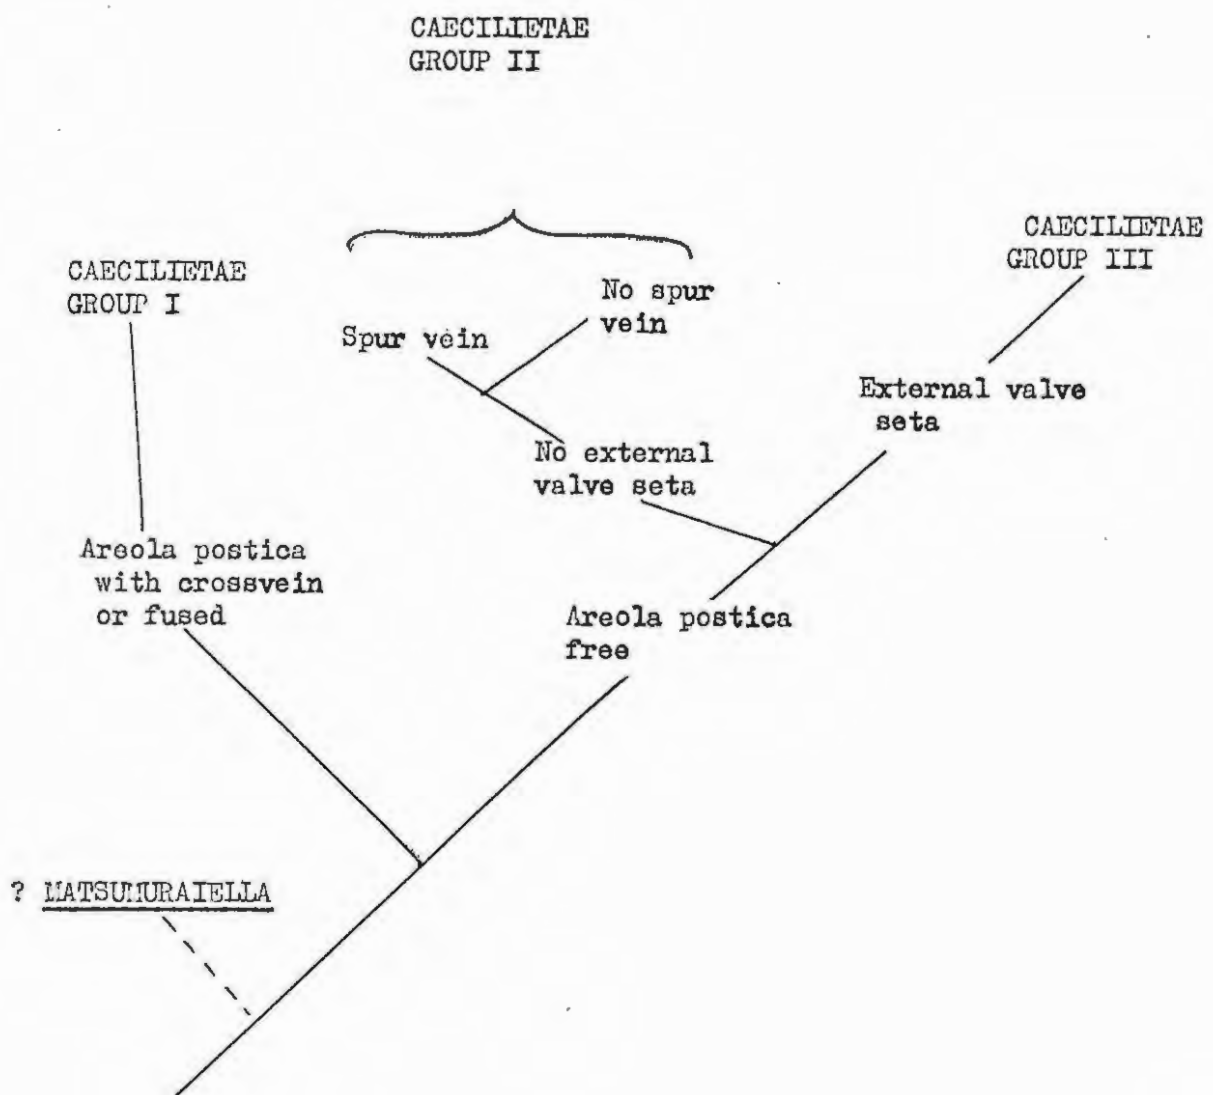 CAECILIETAE
GROUP II
CAECILIETAE
GROUP III
CAECILIETAE
GROUP I
No spur
vein
Spur vein
External valve
seta
No external
valve seta
Areola postica
with crossvein
or fused
Areola postica
free
? MATSUMURAIELLA